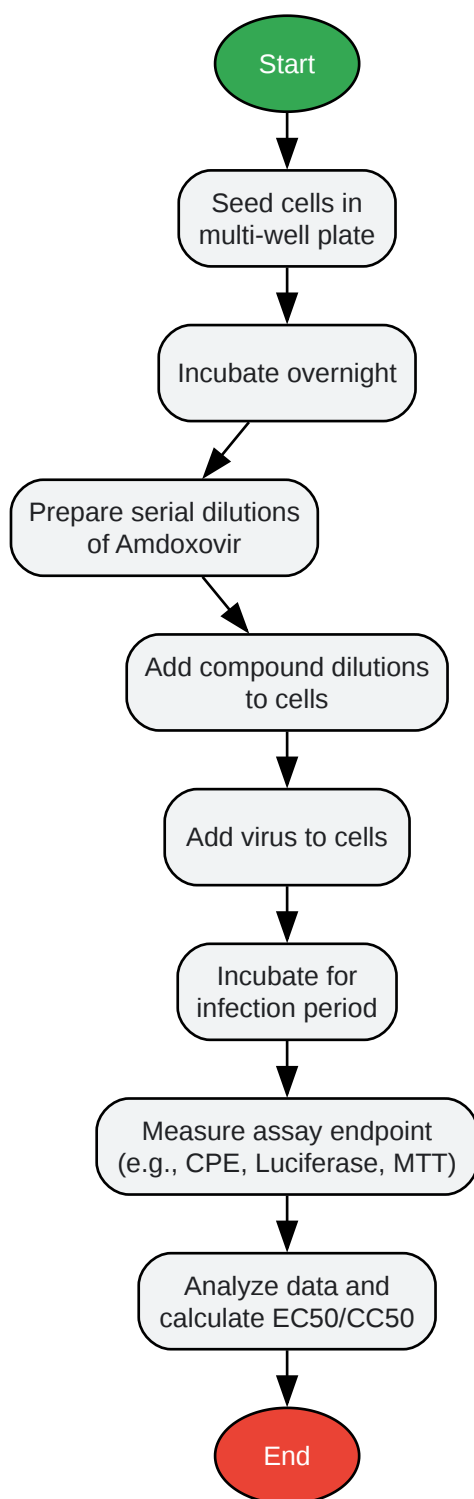 Start
Seed cells in
multi-well plate
Incubate overnight
Prepare serial dilutions
of Amdoxovir
Add compound dilutions
to cells
Add virus to cells
Incubate for
infection period
Measure assay endpoint
(e.g., CPE, Luciferase, MTT)
Analyze data and
calculate EC50/CC50
End